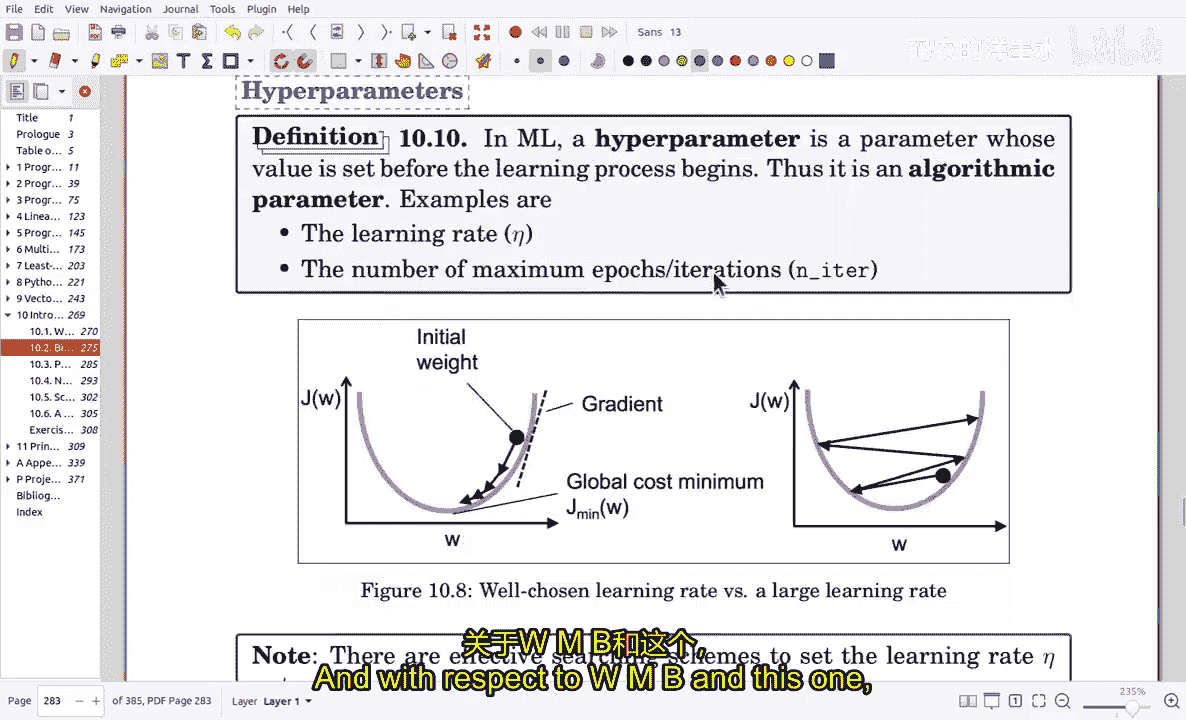 File Edit View Navigation Journal Tools Plugin Help
Sans 13
Title 1
Prologue 3
Table o... 5
1 Progr... 11
2 Progr... 39
3 Progr... 75
4 Linea... 123
5 Progr... 145
6 Multi... 173
7 Least-... 203
8 Pytho... 221
9 Vecto... 243
10 Intro... 269
10.1. W... 270
10.2. Bi... 275
10.3. P... 285
10.4. N... 293
10.5. Sc... 302
10.6. A ... 305
Exercis... 308
11 Prin... 309
A Appe... 339
P Proje... 371
Bibliog...
Index
Hyperparameters
Definition 10.10. In ML, a hyperparameter is a parameter whose
value is set before the learning process begins. Thus it is an algorithmic
parameter. Examples are
• The learning rate (η)
• The number of maximum epochs/iterations (n_iter)
Initial
weight
J(w)
Gradient
Global cost minimum
Jmin(w)
w
J(w)
w
Figure 10.8: Well-chosen learning rate vs. a large learning rate
Note: There are effective searching schemes to set the learning rate η
关于W M B和这个,
And with respect to W M B and this one,
Page 283 of 385, PDF Page 283 Layer Layer 1
235%